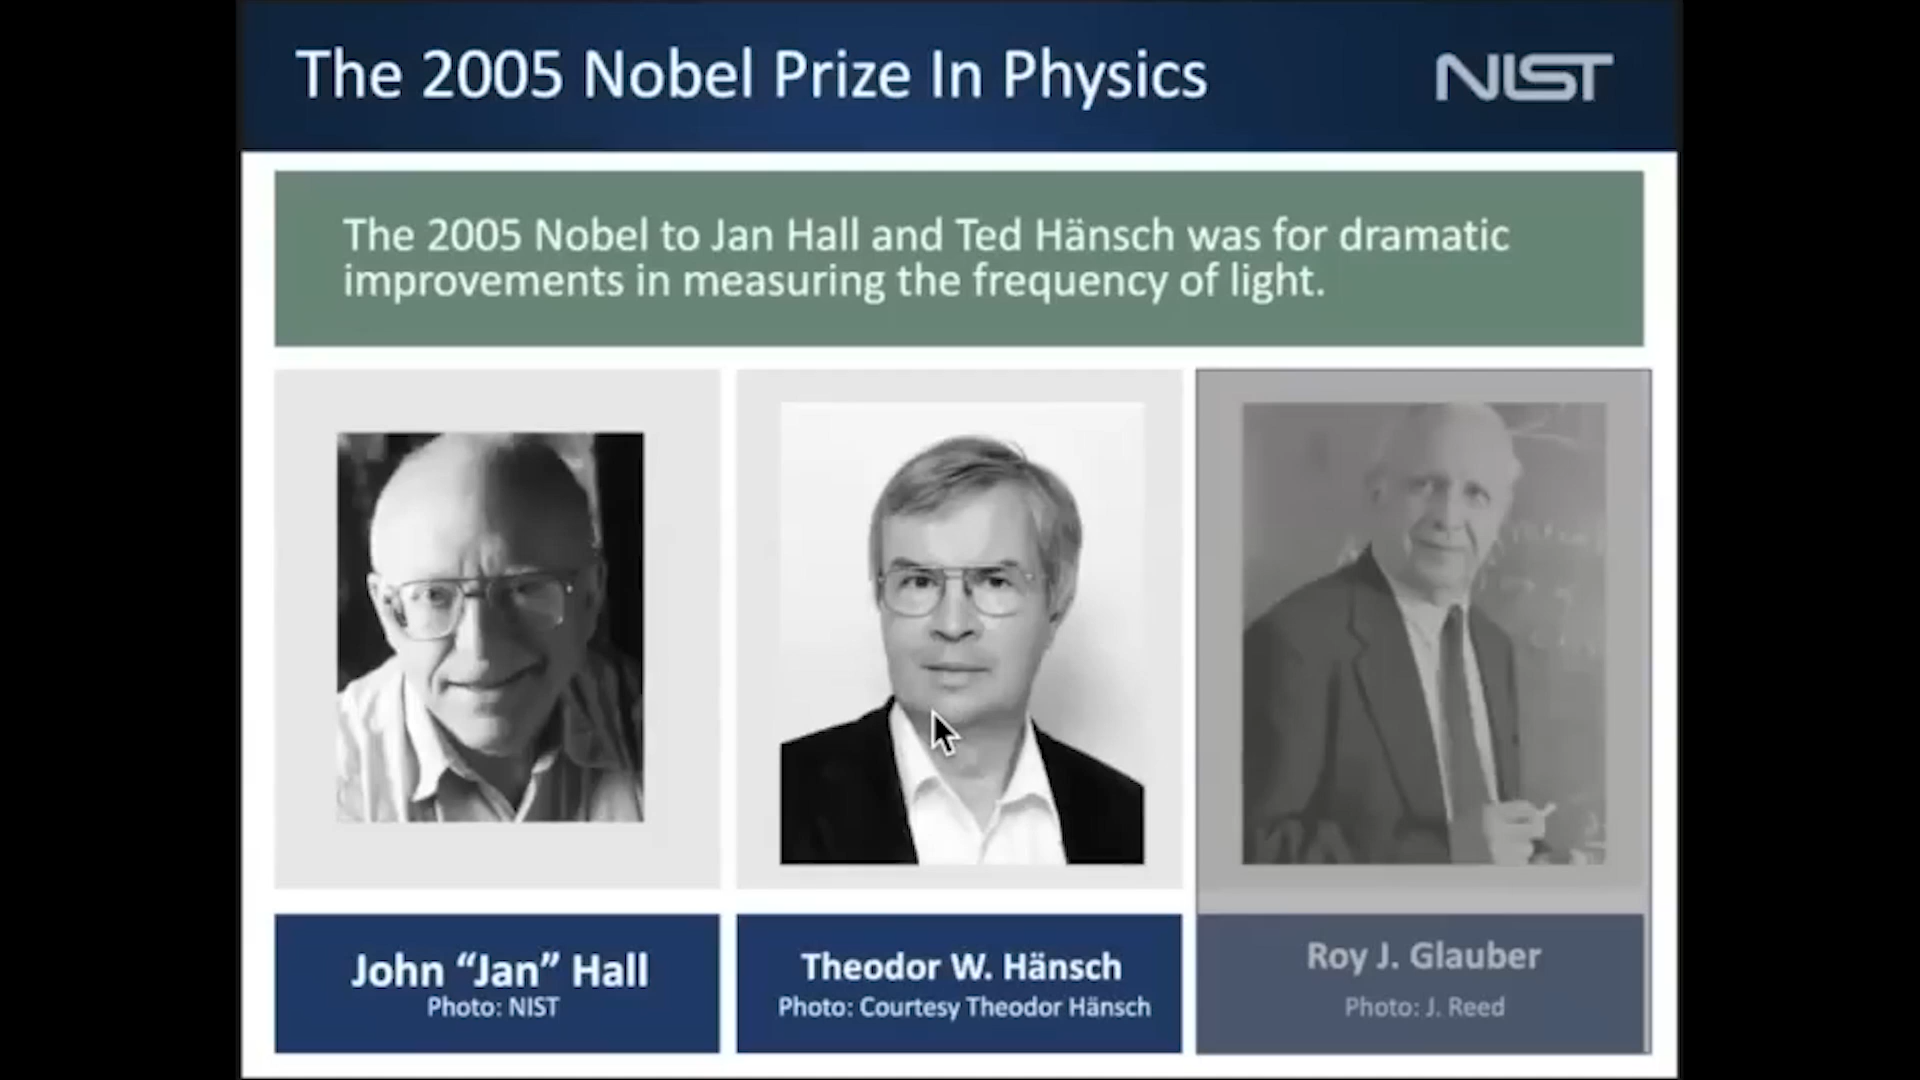 The 2005 Nobel Prize In Physics
NIST
The 2005 Nobel to Jan Hall and Ted Hänsch was for dramatic
improvements in measuring the frequency of light.
John “Jan” Hall
Photo: NIST
Theodor W. Hänsch
Photo: Courtesy Theodor Hänsch
Roy J. Glauber
Photo: J. Reed